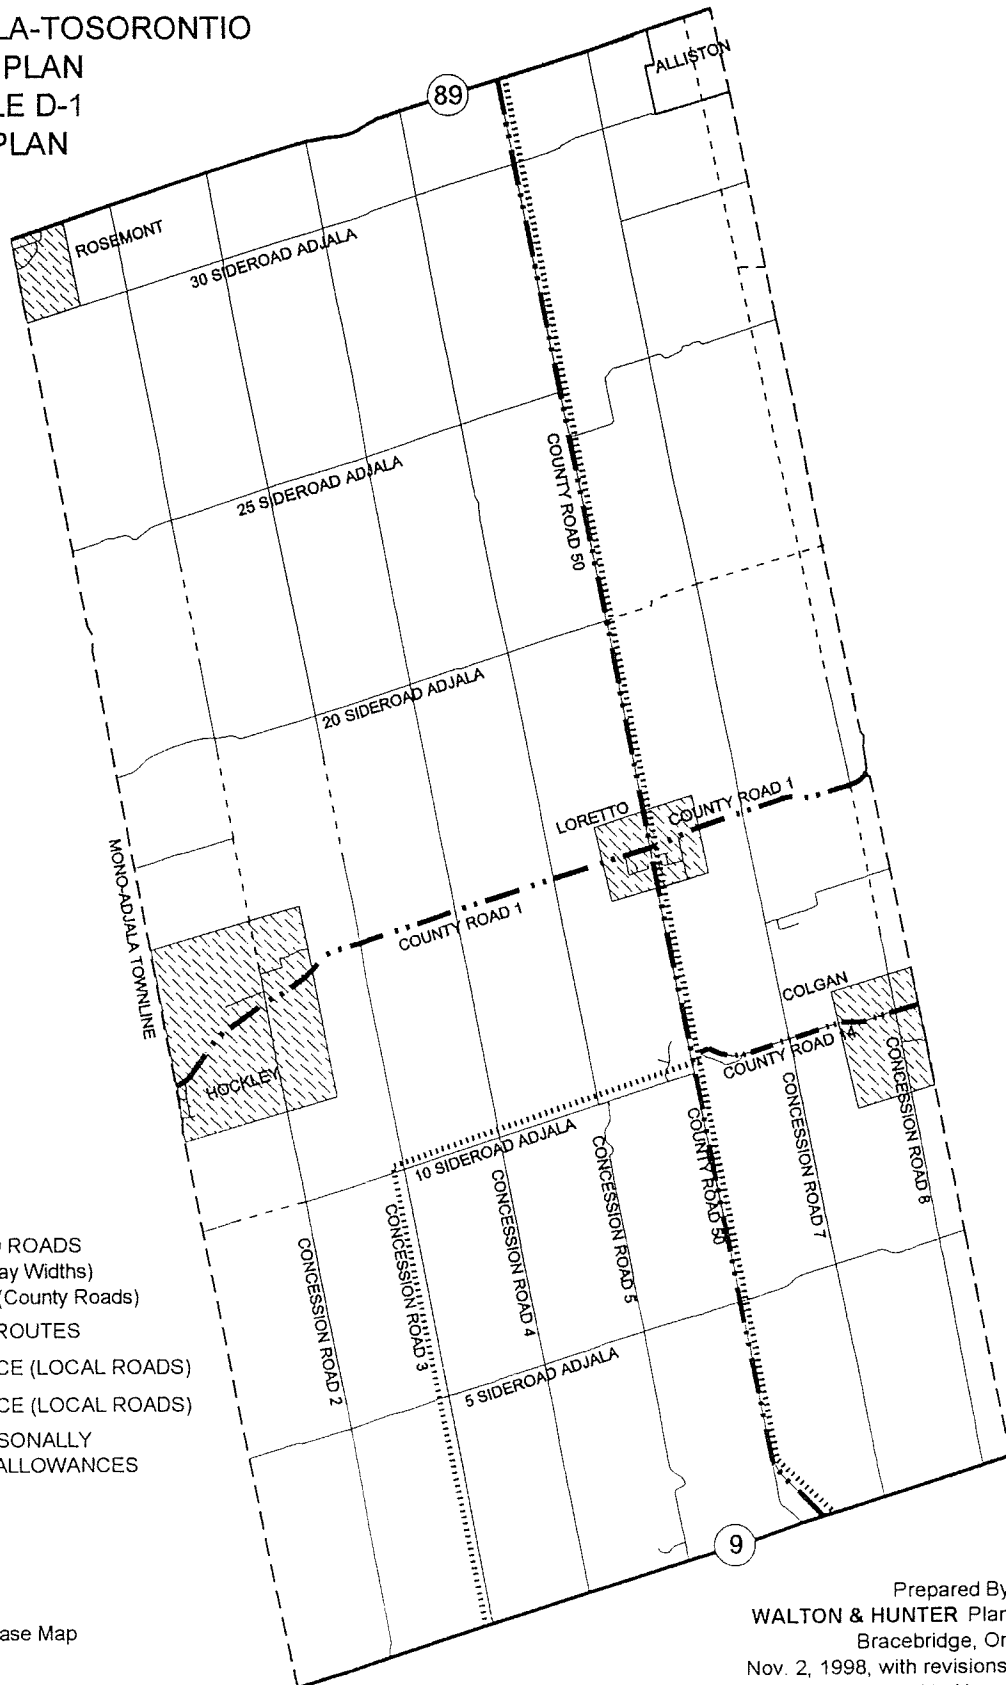 LA-TOSORONTIO
PLAN
LE D-1
PLAN
89
ALLISTON
ROSEMONT
30 SIDEROAD ADJALA
COUNTY ROAD 50
25 SIDEROAD ADJALA
20 SIDEROAD ADJALA
LORETTO
COUNTY ROAD 1
MONO-ADJALA TOWNLINE
COUNTY ROAD 1
COLGAN
COUNTY ROAD 14
HOCKLEY
10 SIDEROAD ADJALA
CONCESSION ROAD 2
CONCESSION ROAD 3
CONCESSION ROAD 4
CONCESSION ROAD 5
COUNTY ROAD 50
CONCESSION ROAD 7
CONCESSION ROAD 8
5 SIDEROAD ADJALA
ROADS
ay Widths)
(County Roads)
ROUTES
CE (LOCAL ROADS)
CE (LOCAL ROADS)
SONALLY
ALLOWANCES
9
ase Map
Prepared By
WALTON & HUNTER Plan
Bracebridge, On
Nov. 2, 1998, with revisions